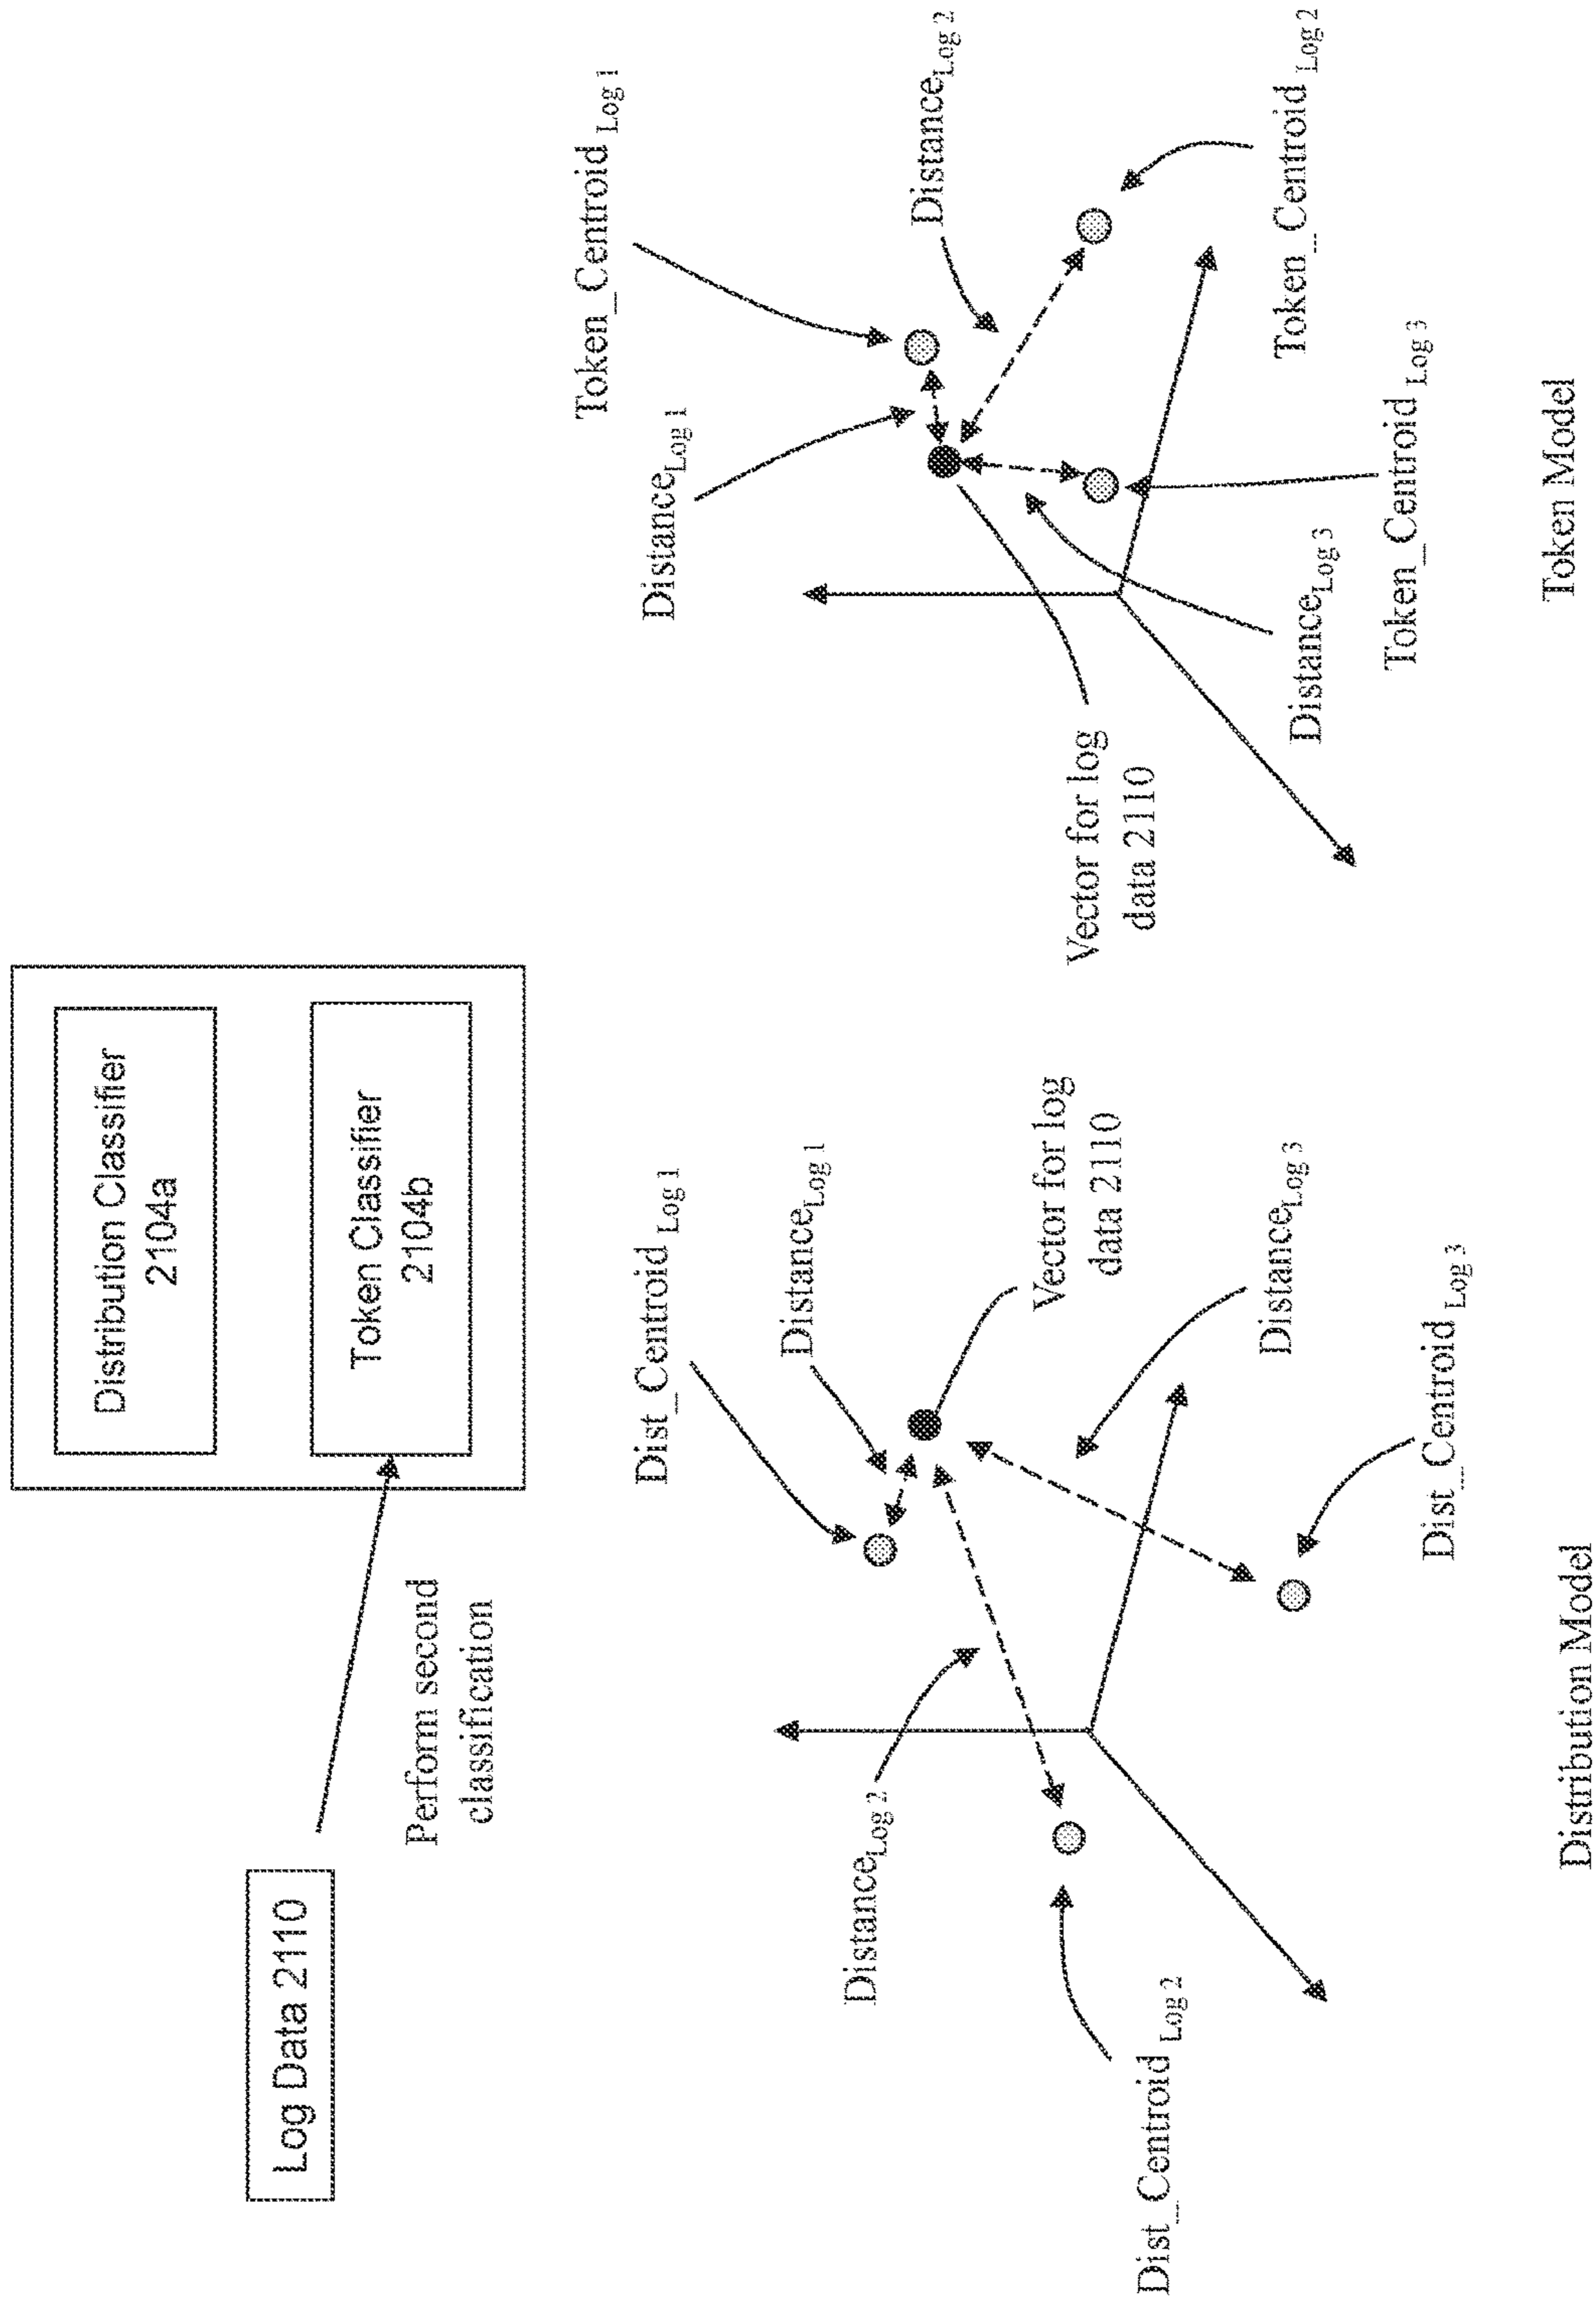 Distribution Classifier
2104a
Log Data 2110
Token Classifier
2104b
Perform second
classification
Dist_Centroid Log 1
Distance Log 1
Distance Log 2
Vector for log
data 2110
Dist_Centroid Log 2
Distance Log 3
Dist_Centroid Log 3
Distribution Model
Token_Centroid Log 1
Distance Log 1
Distance Log 2
Vector for log
data 2110
Token_Centroid Log 2
Distance Log 3
Token_Centroid Log 3
Token Model